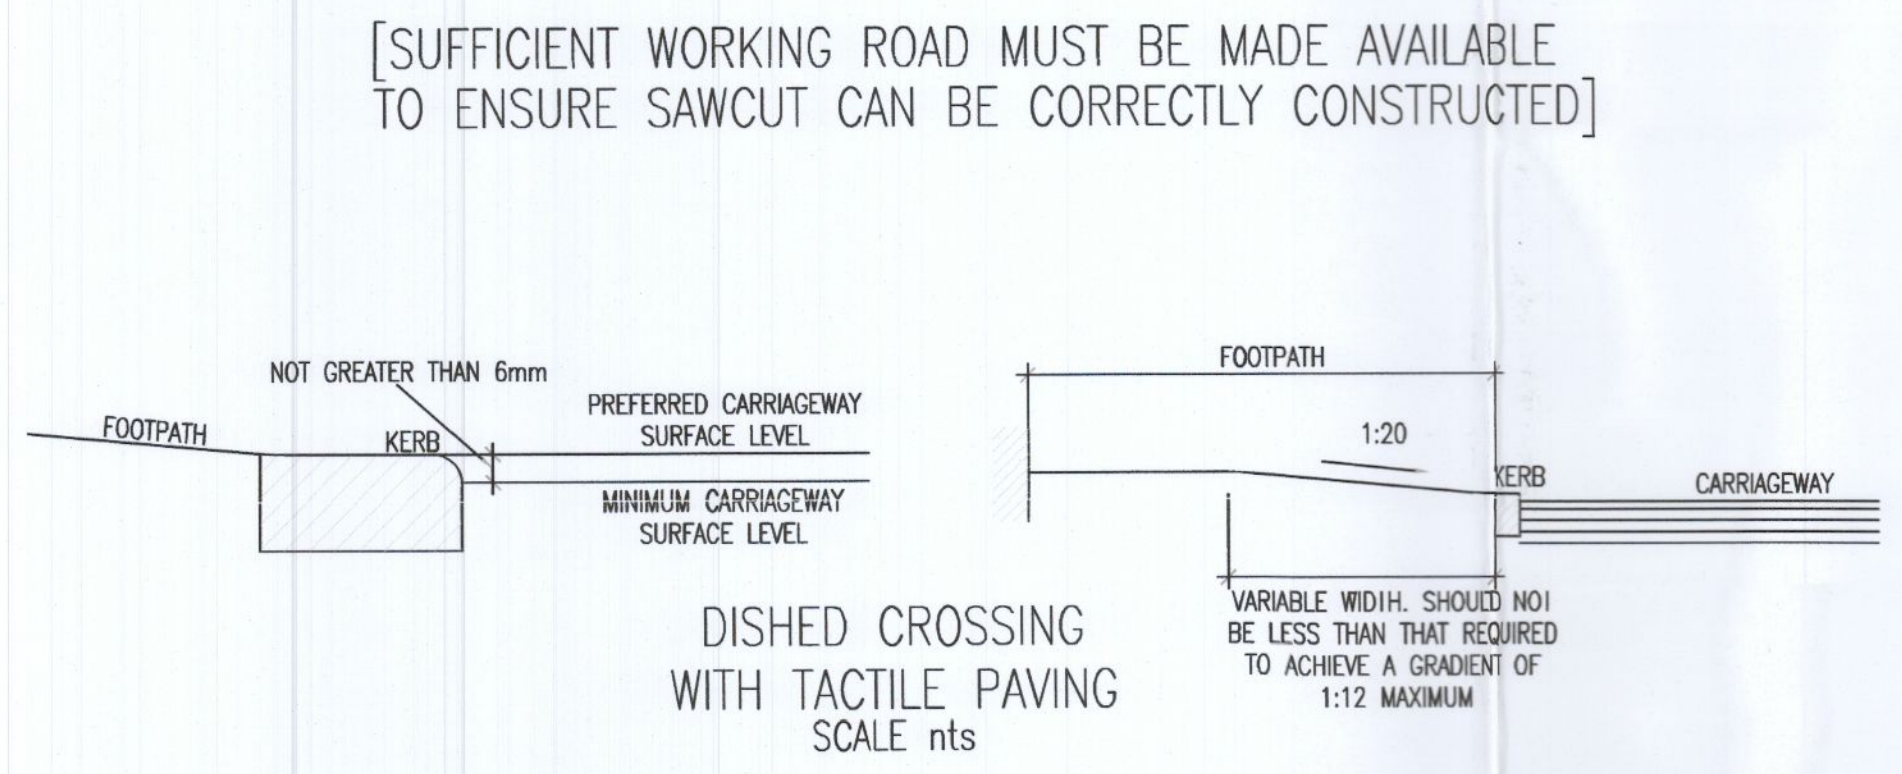 [SUFFICIENT WORKING ROAD MUST BE MADE AVAILABLE
TO ENSURE SAWCUT CAN BE CORRECTLY CONSTRUCTED]
NOT GREATER THAN 6mm
FOOTPATH
KERB
PREFERRED CARRIAGEWAY
SURFACE LEVEL
MINIMUM CARRIAGEWAY
SURFACE LEVEL
FOOTPATH
1:20
KERB
CARRIAGEWAY
VARIABLE WIDIH. SHOULD NOI
BE LESS THAN THAT REQUIRED
TO ACHIEVE A GRADIENT OF
1:12 MAXIMUM
DISHED CROSSING
WITH TACTILE PAVING
SCALE nts